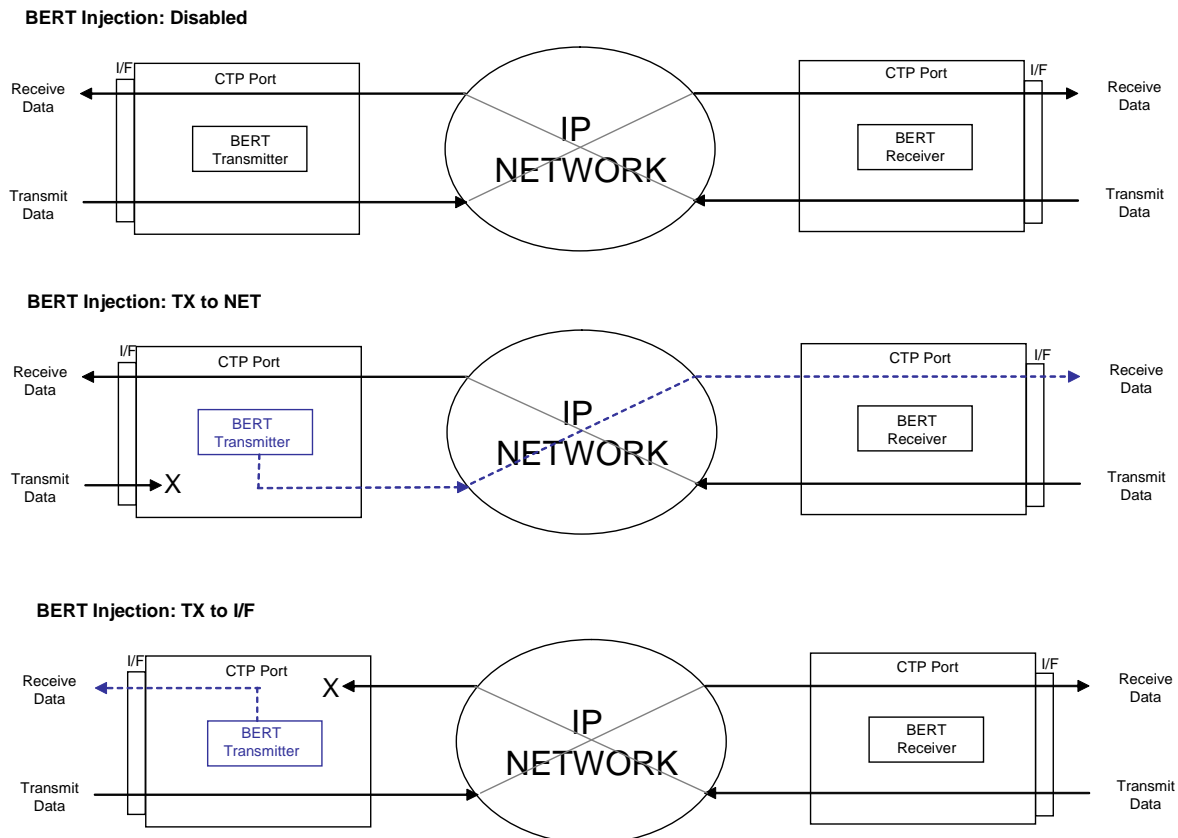 BERT Injection: Disabled
I/F
CTP Port
CTP Port
I/F
Receive
Data
Receive
Data
BERT
Transmitter
IP
NETWORK
BERT
Receiver
Transmit
Data
Transmit
Data
BERT Injection: TX to NET
I/F
CTP Port
CTP Port
I/F
Receive
Data
Receive
Data
BERT
Transmitter
IP
NETWORK
BERT
Receiver
Transmit
Data
X
Transmit
Data
BERT Injection: TX to I/F
I/F
CTP Port
CTP Port
I/F
Receive
Data
X
Receive
Data
BERT
Transmitter
IP
NETWORK
BERT
Receiver
Transmit
Data
Transmit
Data